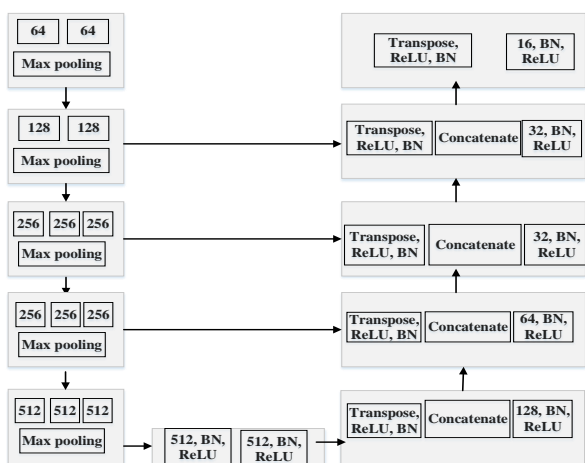 64 64
Max pooling
128 128
Max pooling
256 256 256
Max pooling
256 256 256
Max pooling
512 512 512
Max pooling
512, BN,
ReLU
512, BN,
ReLU
Transpose,
ReLU, BN
16, BN,
ReLU
Transpose,
ReLU, BN
Concatenate
32, BN,
ReLU
Transpose,
ReLU, BN
Concatenate
32, BN,
ReLU
Transpose,
ReLU, BN
Concatenate
64, BN,
ReLU
Transpose,
ReLU, BN
Concatenate
128, BN,
ReLU